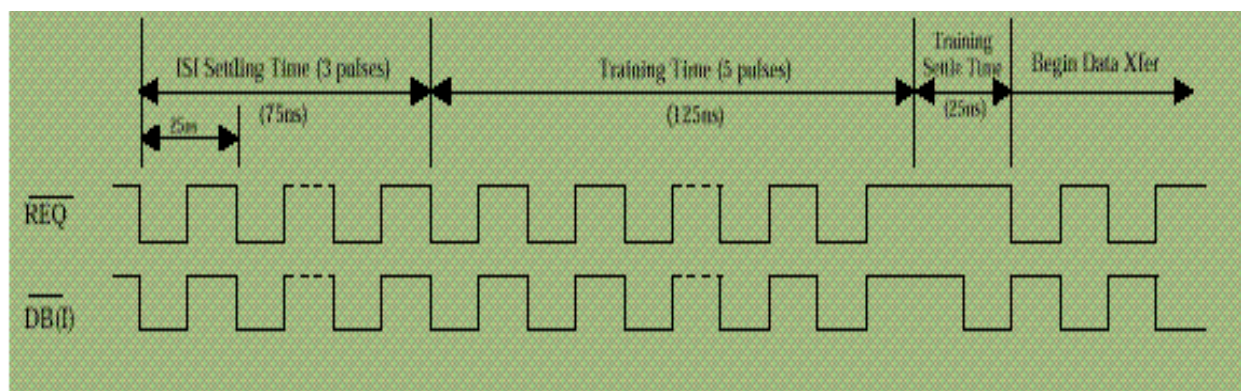 ISI Settling Time (3 pulses)
(75ns)
25ns
Training Time (5 pulses)
(125ns)
Training
Settle Time
(25ns)
Begin Data Xfer
REQ
DB(I)